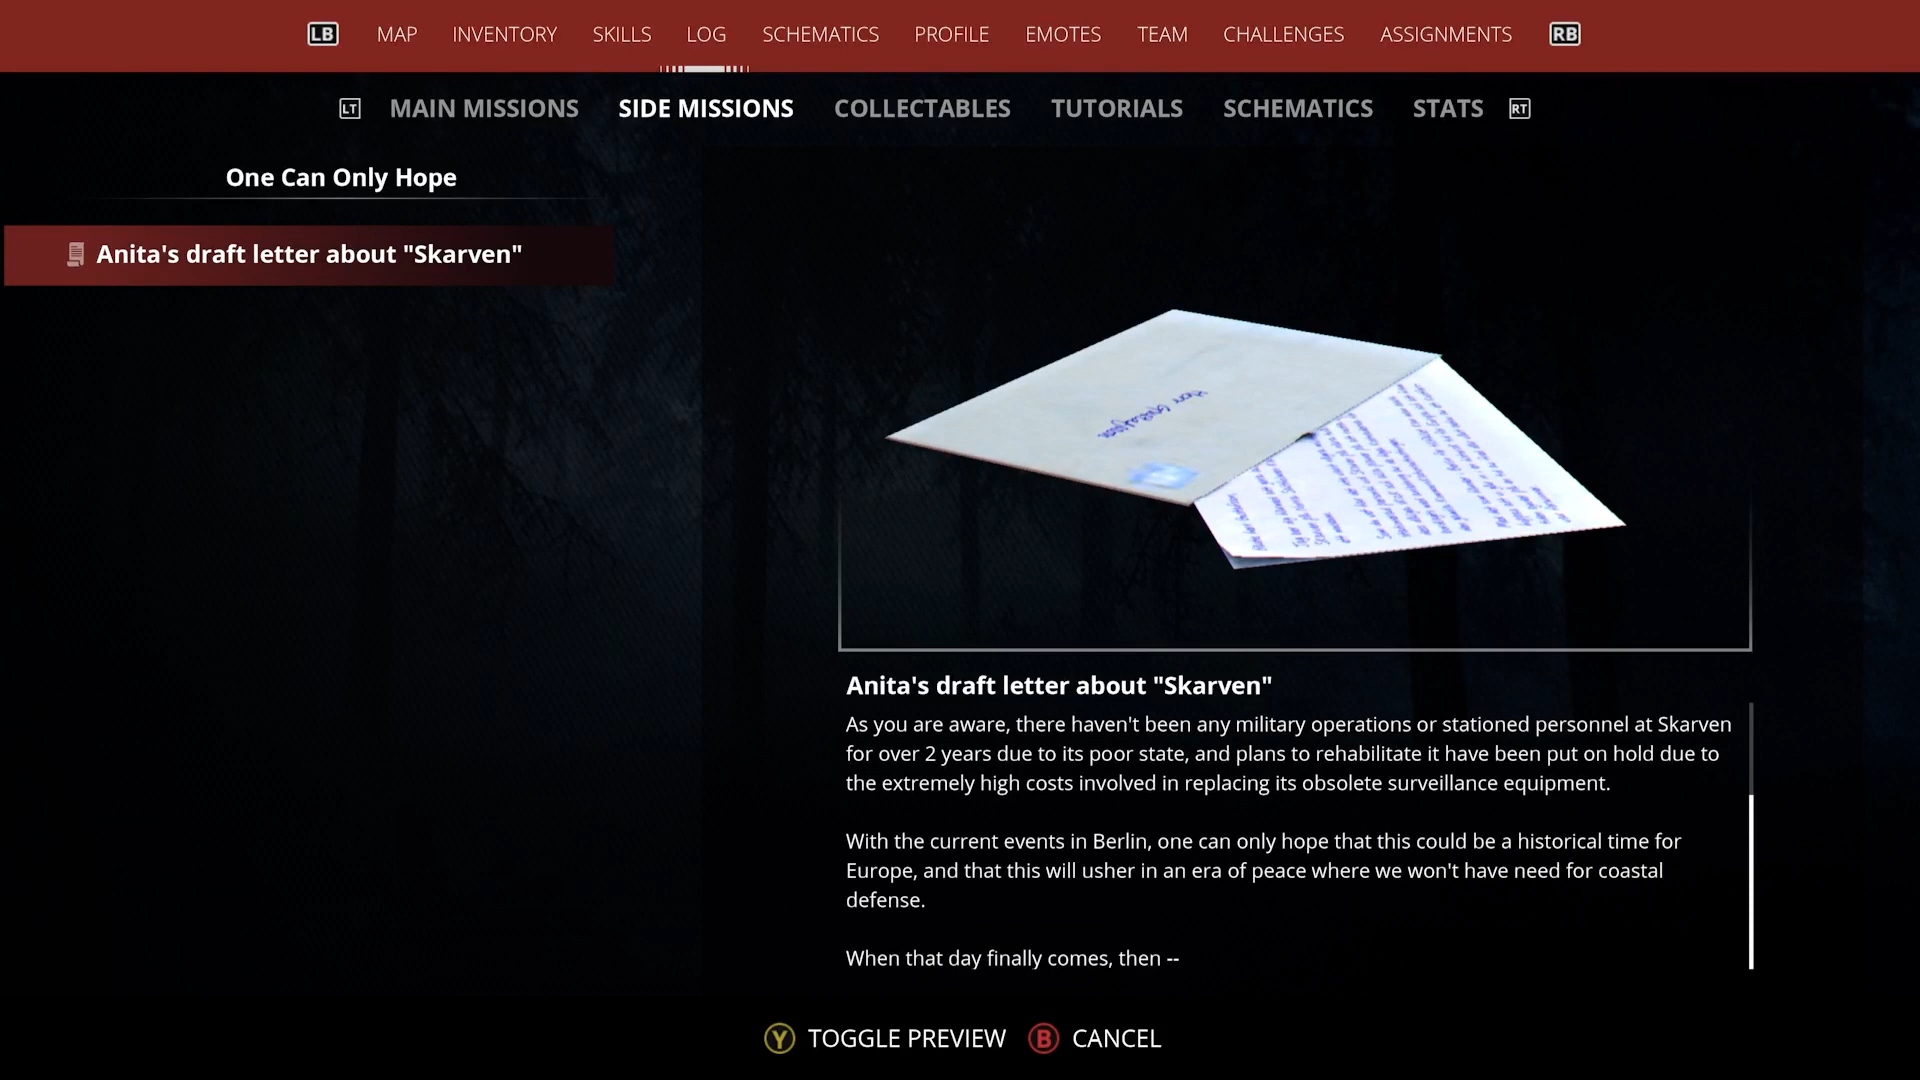 LB MAP INVENTORY SKILLS LOG SCHEMATICS PROFILE EMOTES TEAM CHALLENGES ASSIGNMENTS RB
LT MAIN MISSIONS SIDE MISSIONS COLLECTABLES TUTORIALS SCHEMATICS STATS RT
One Can Only Hope
Anita's draft letter about "Skarven"
Anita's draft letter about "Skarven"
As you are aware, there haven't been any military operations or stationed personnel at Skarven
for over 2 years due to its poor state, and plans to rehabilitate it have been put on hold due to
the extremely high costs involved in replacing its obsolete surveillance equipment.
With the current events in Berlin, one can only hope that this could be a historical time for
Europe, and that this will usher in an era of peace where we won't have need for coastal
defense.
When that day finally comes, then --
Y TOGGLE PREVIEW B CANCEL